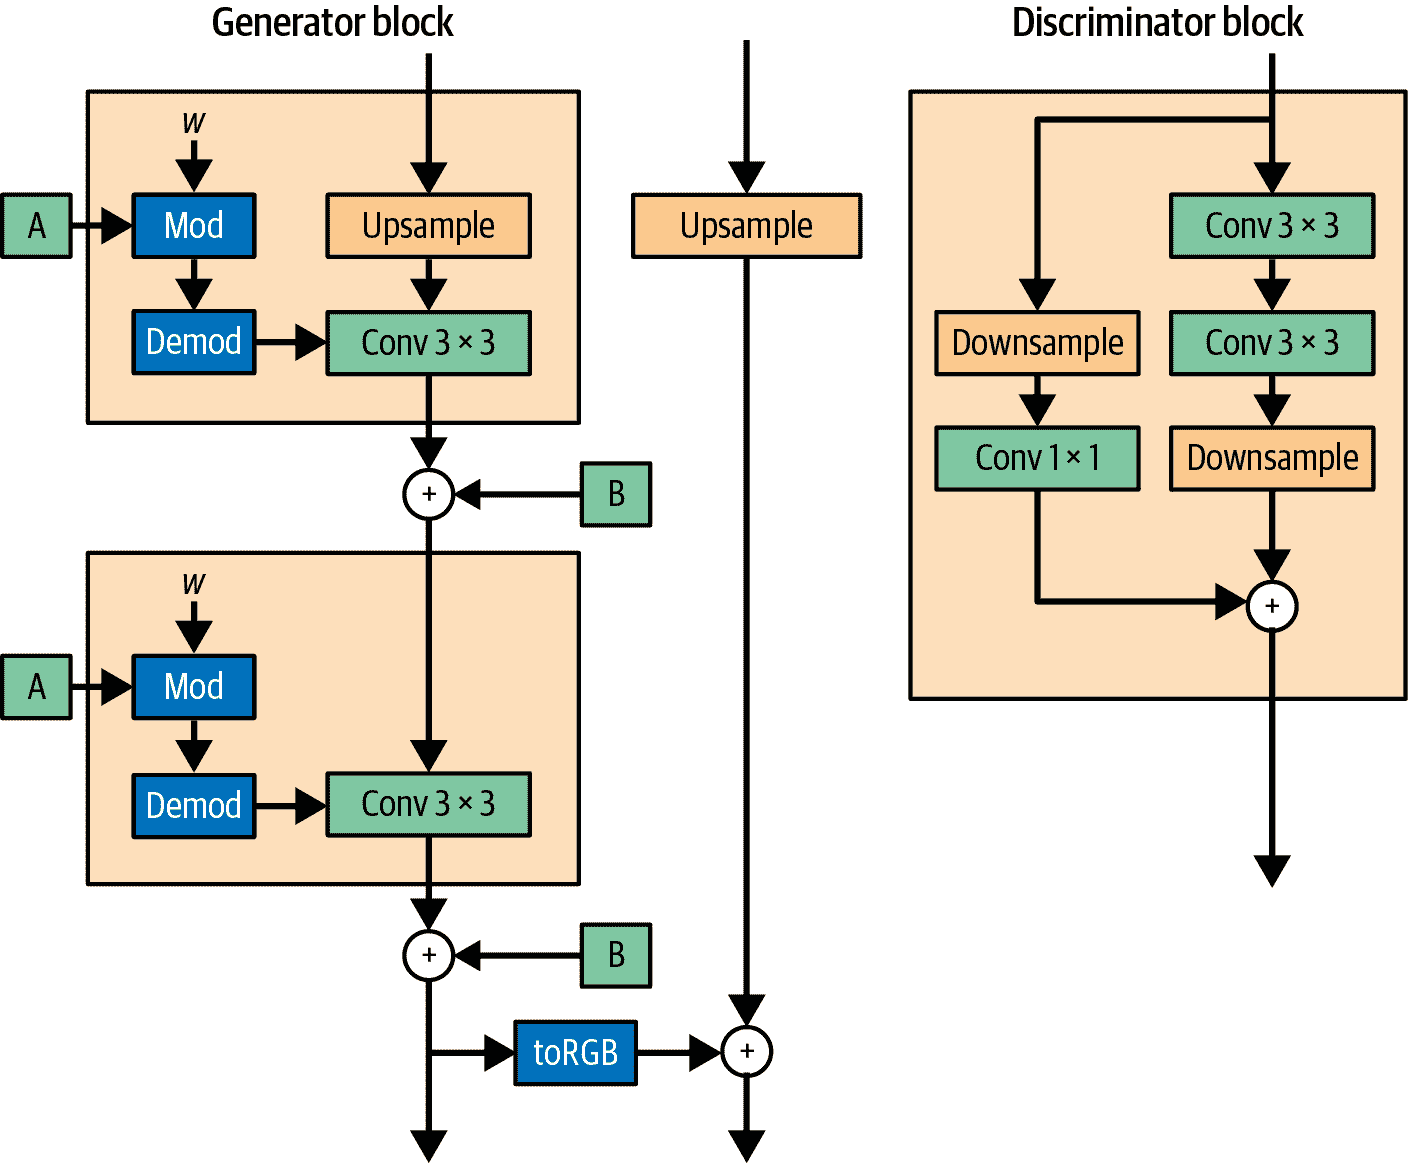 Generator block
Discriminator block
w
A
Mod
Upsample
Upsample
Conv 3 × 3
Demod
Conv 3 × 3
Downsample
Conv 3 × 3
Conv 1 × 1
Downsample
+
B
w
+
A
Mod
Demod
Conv 3 × 3
+
B
toRGB
+